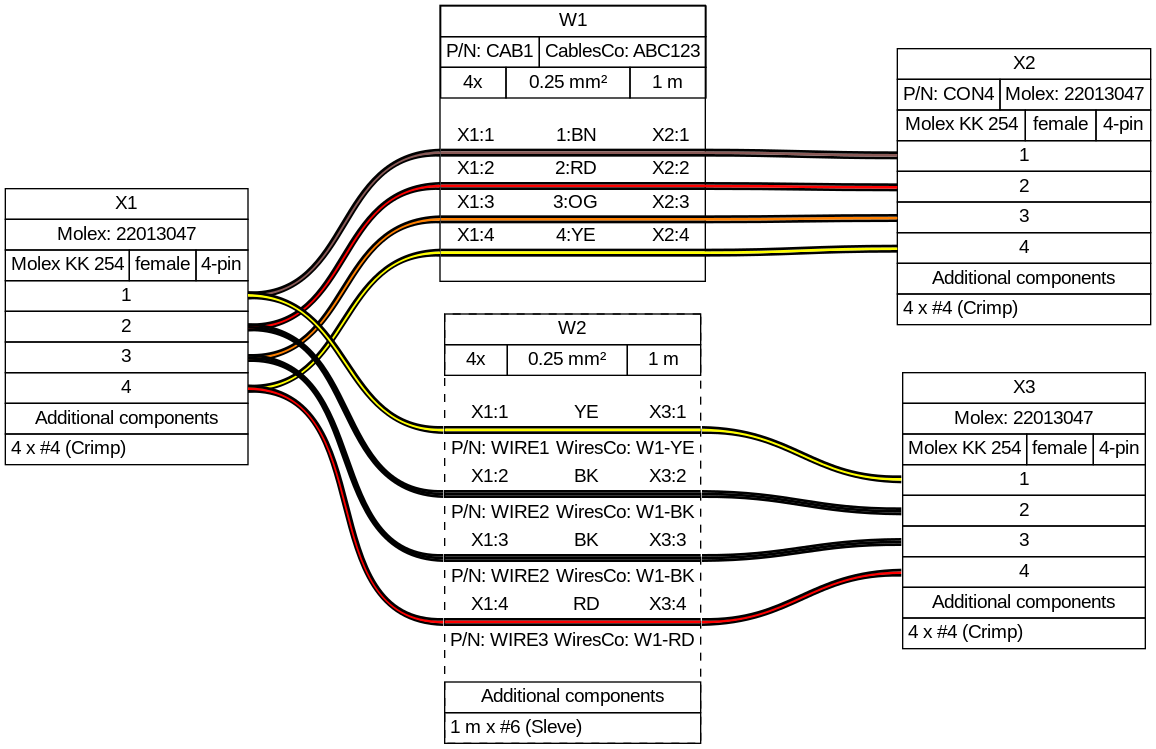 X1
Molex: 22013047
Molex KK 254 female 4-pin
1
2
3
4
Additional components
4 x #4 (Crimp)
W1
P/N: CAB1 CablesCo: ABC123
4x 0.25 mm² 1 m
X1:1 1:BN X2:1
X1:2 2:RD X2:2
X1:3 3:OG X2:3
X1:4 4:YE X2:4
W2
4x 0.25 mm² 1 m
X1:1 YE X3:1
P/N: WIRE1 WiresCo: W1-YE
X1:2 BK X3:2
P/N: WIRE2 WiresCo: W1-BK
X1:3 BK X3:3
P/N: WIRE2 WiresCo: W1-BK
X1:4 RD X3:4
P/N: WIRE3 WiresCo: W1-RD
Additional components
1 m x #6 (Sleve)
X2
P/N: CON4 Molex: 22013047
Molex KK 254 female 4-pin
1
2
3
4
Additional components
4 x #4 (Crimp)
X3
Molex: 22013047
Molex KK 254 female 4-pin
1
2
3
4
Additional components
4 x #4 (Crimp)